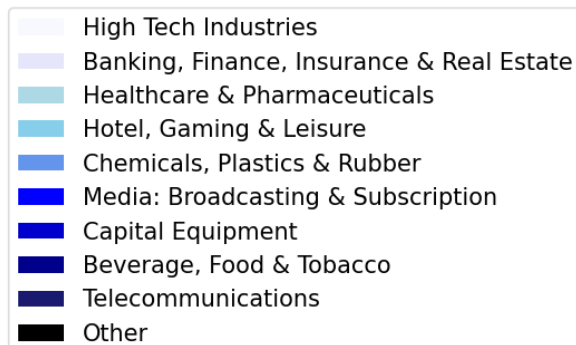 High Tech Industries
Banking, Finance, Insurance & Real Estate
Healthcare & Pharmaceuticals
Hotel, Gaming & Leisure
Chemicals, Plastics & Rubber
Media: Broadcasting & Subscription
Capital Equipment
Beverage, Food & Tobacco
Telecommunications
Other